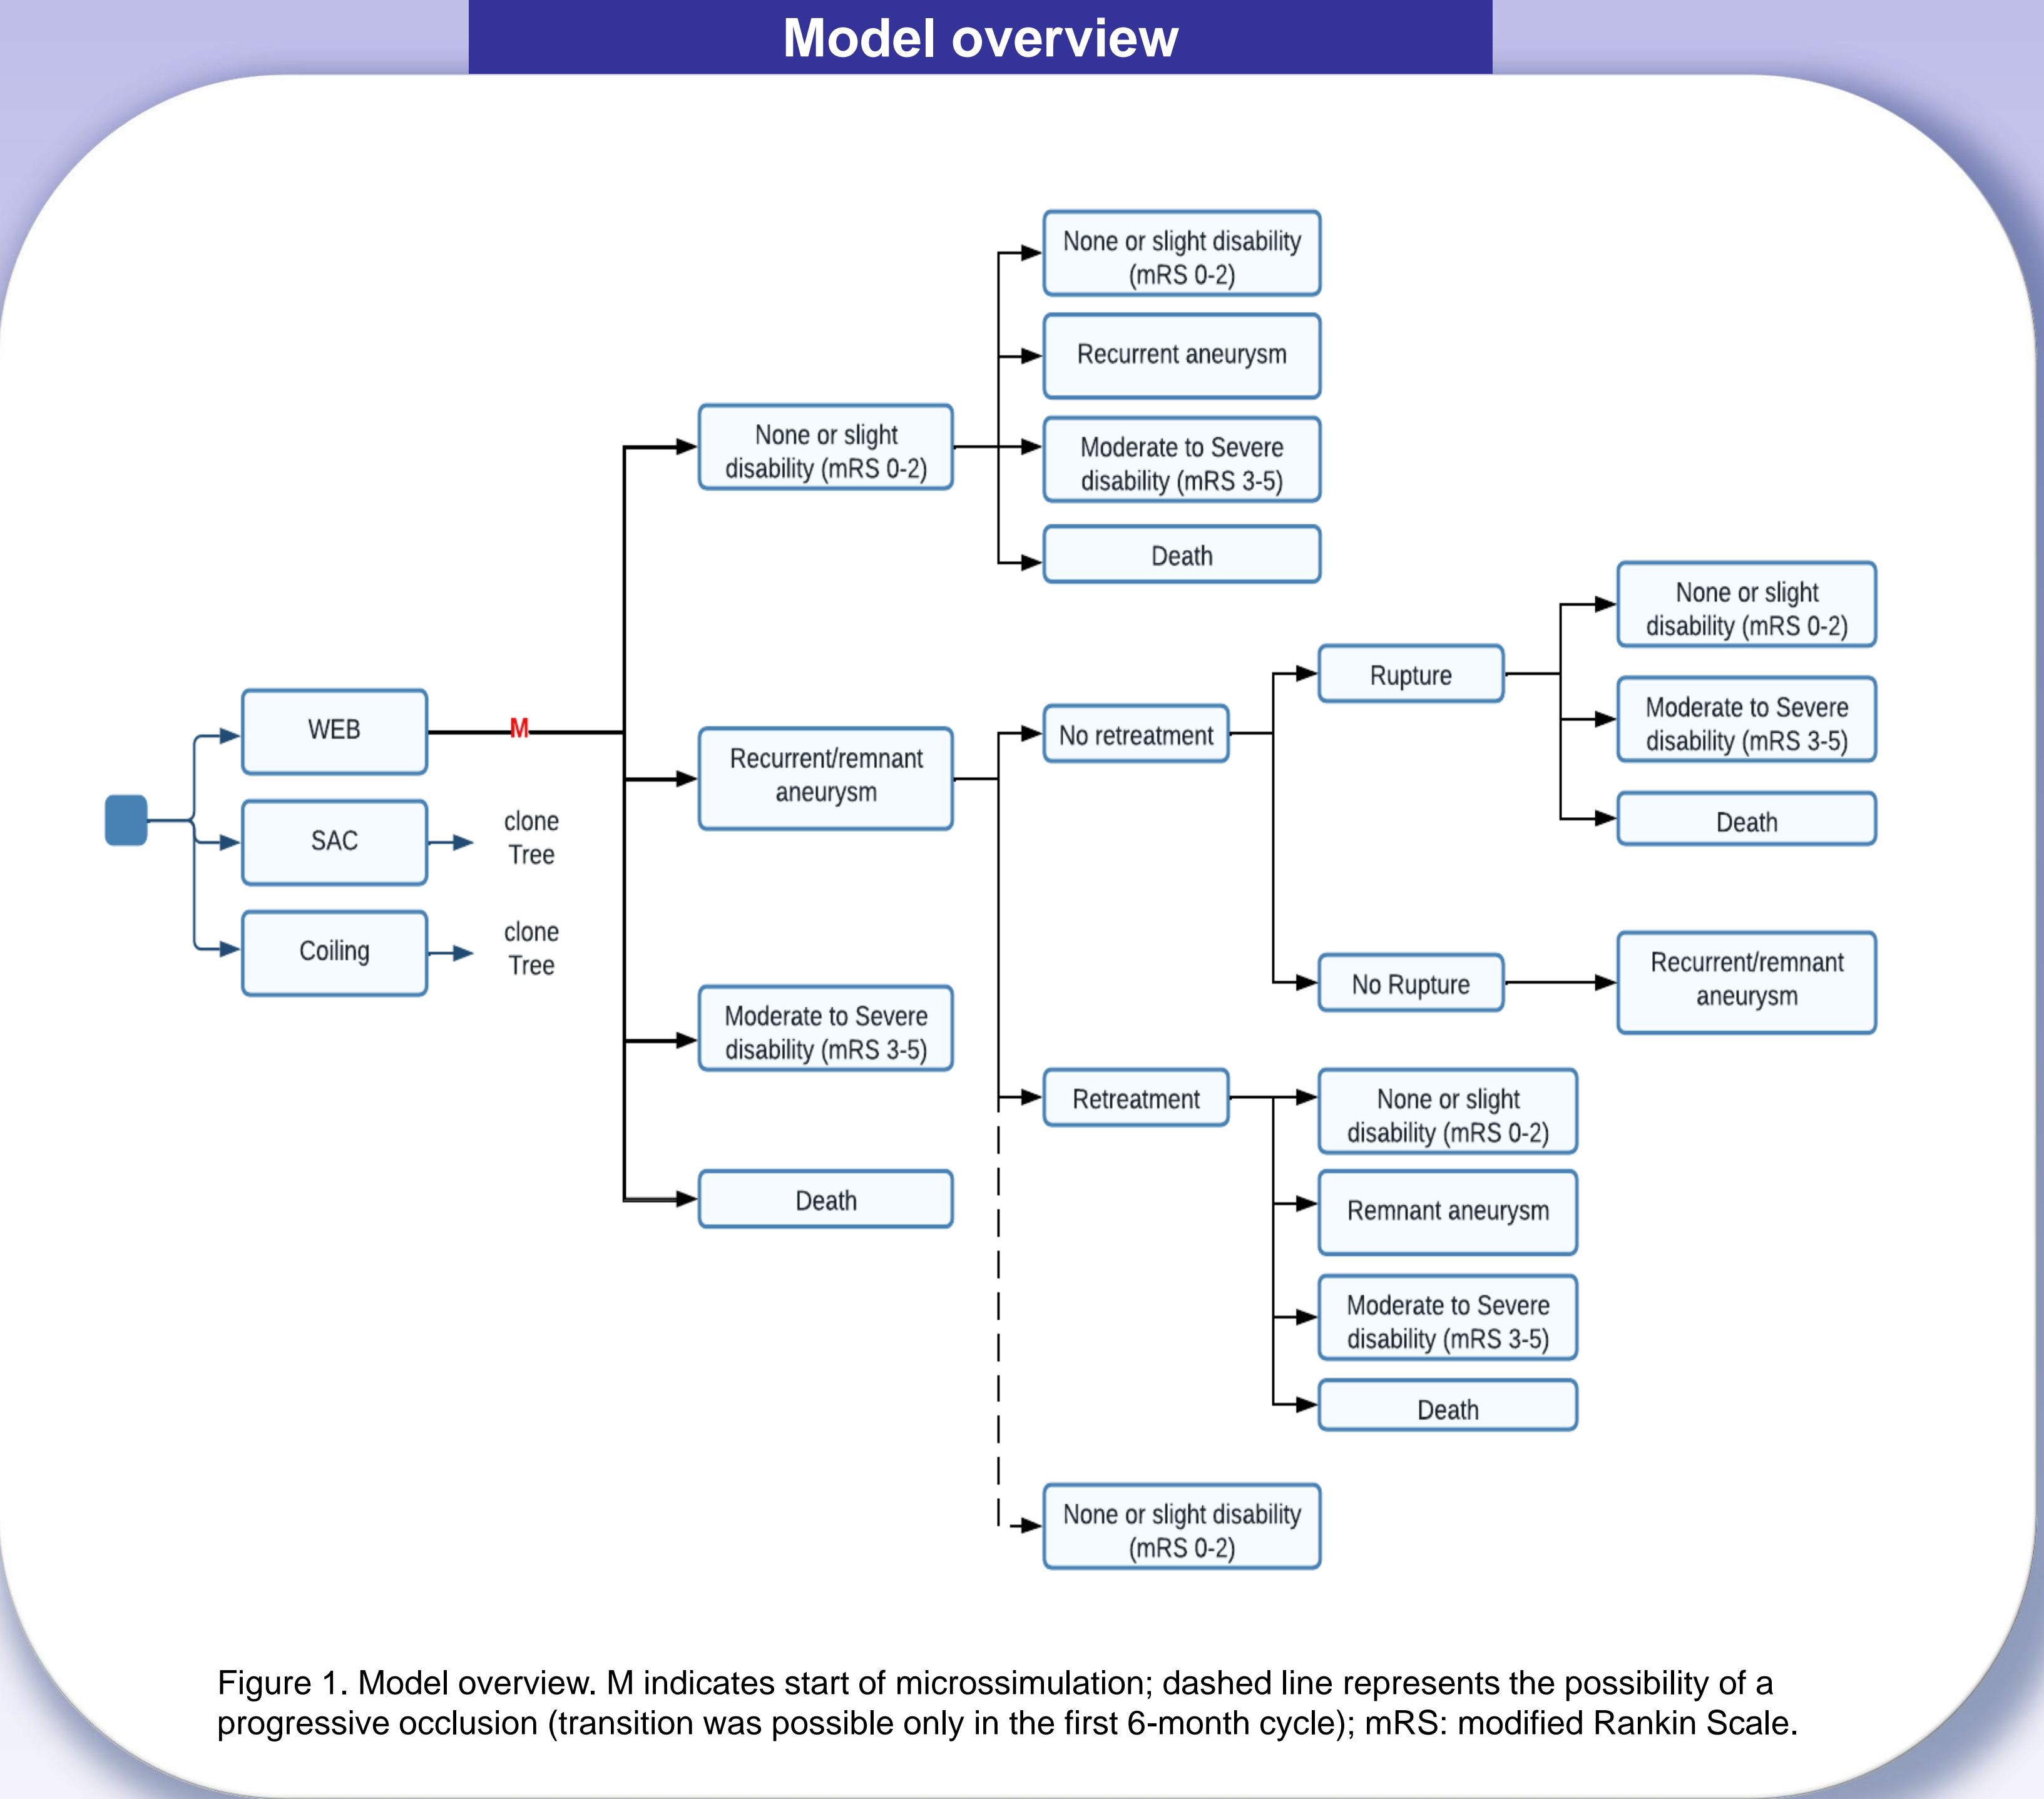 Model overview
None or slight disability
(mRS 0-2)
Recurrent aneurysm
None or slight
disability (mRS 0-2)
Moderate to Severe
disability (mRS 3-5)
Death
None or slight
disability (mRS 0-2)
Rupture
Moderate to Severe
disability (mRS 3-5)
Death
WEB
M
Recurrent/remnant
aneurysm
No retreatment
SAC
clone
Tree
Coiling
clone
Tree
No Rupture
Recurrent/remnant
aneurysm
Moderate to Severe
disability (mRS 3-5)
Death
Retreatment
None or slight
disability (mRS 0-2)
Remnant aneurysm
Moderate to Severe
disability (mRS 3-5)
Death
None or slight disability
(mRS 0-2)
Figure 1. Model overview. M indicates start of microssimulation; dashed line represents the possibility of a
progressive occlusion (transition was possible only in the first 6-month cycle); mRS: modified Rankin Scale.